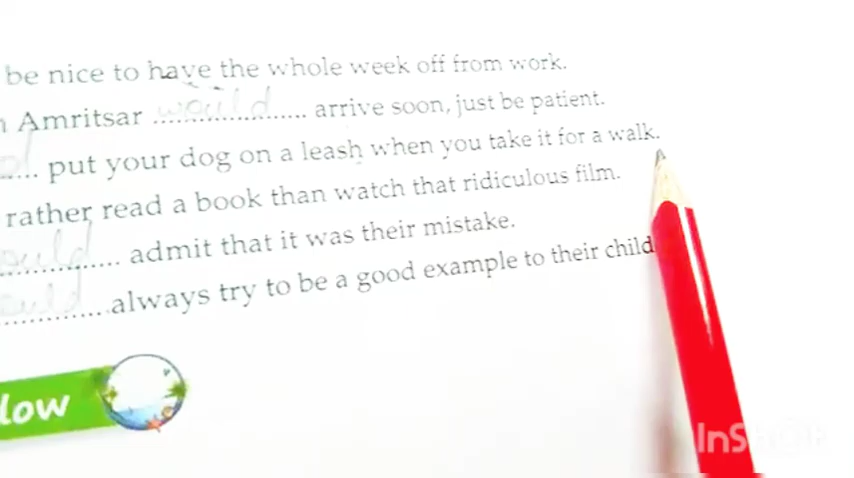 be nice to have the whole week off from work.
Amritsar would arrive soon, just be patient.
put your dog on a leash when you take it for a walk.
rather read a book than watch that ridiculous film.
ould admit that it was their mistake.
ould always try to be a good example to their child
low